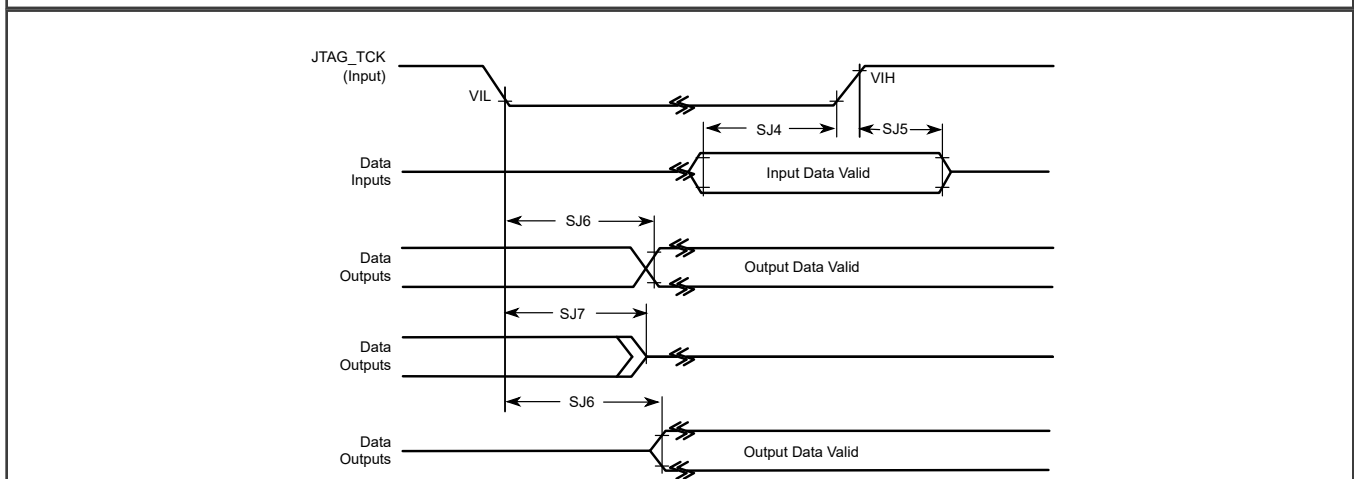 JTAG_TCK
(Input)
VIH
VIL
SJ4
SJ5
Data
Inputs
Input Data Valid
SJ6
Data
Outputs
Output Data Valid
SJ7
Data
Outputs
SJ6
Data
Outputs
Output Data Valid